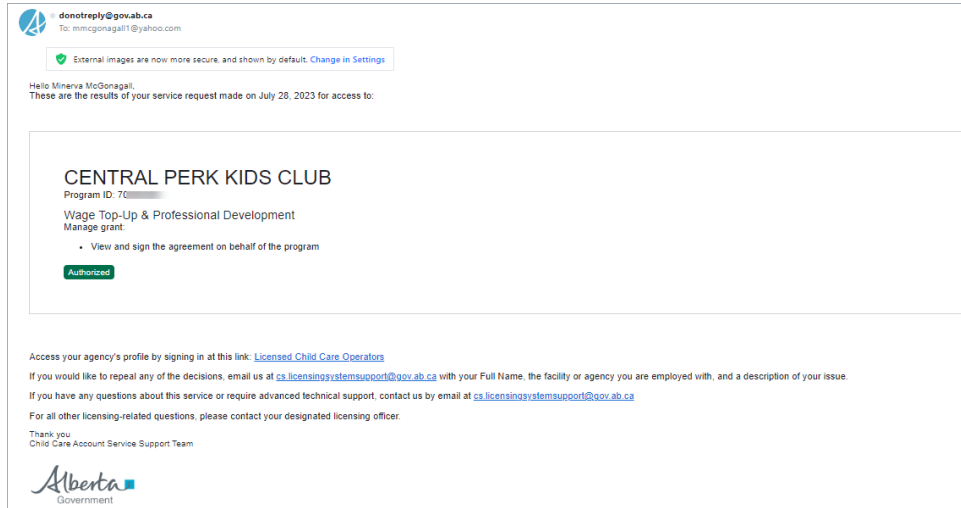 donotreply@gov.ab.ca
To: mmcgonagall1@yahoo.com
External images are now more secure, and shown by default. Change in Settings
Hello Minerva McGonagall,
These are the results of your service request made on July 28, 2023 for access to:
CENTRAL PERK KIDS CLUB
Program ID: 70
Wage Top-Up & Professional Development
Manage grant:
• View and sign the agreement on behalf of the program
Authorized
Access your agency's profile by signing in at this link: Licensed Child Care Operators
If you would like to repeal any of the decisions, email us at cs.licensingsystemsupport@gov.ab.ca with your Full Name, the facility or agency you are employed with, and a description of your issue.
If you have any questions about this service or require advanced technical support, contact us by email at cs.licensingsystemsupport@gov.ab.ca
For all other licensing-related questions, please contact your designated licensing officer.
Thank you
Child Care Account Service Support Team
Alberta
Government